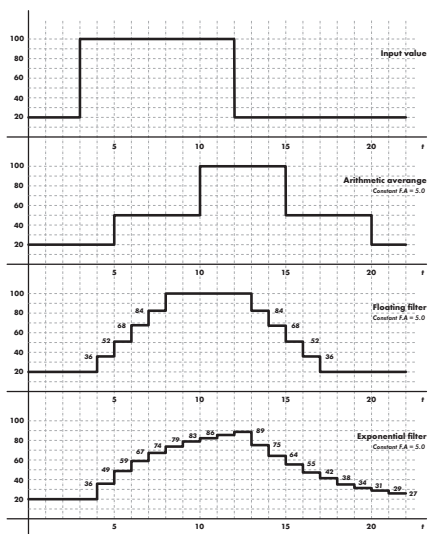 100
Input value
80
60
40
20
5 10 15 20 t
100
Arithmetic averange
80
Constant F.A = 5.0
60
40
20
5 10 15 20 t
100
Floating filter
84 84
80
Constant F.A = 5.0
68 68
60
52 52
40
36 36
20
5 10 15 20 t
100
Exponential filter
80
Constant F.A = 5.0
60
40
20
36 49 59 67 74 79 83 86 89 75 64 55 42 38 34 31 29 27
5 10 15 20 t